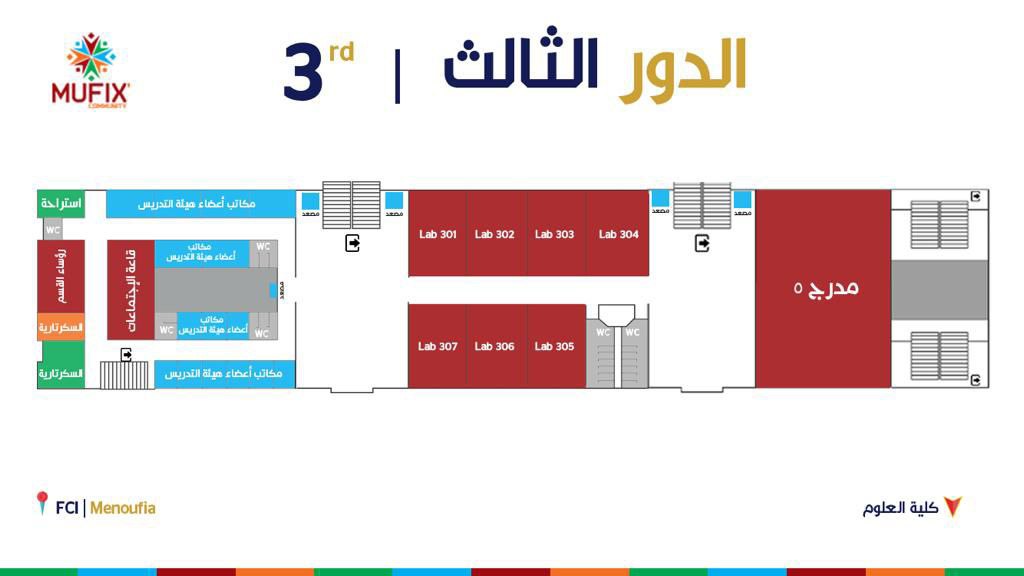 MUFIX
COMMUNITY
3rd | الدور الثالث
استراحة
مكاتب أعضاء هيئة التدريس
مصعد
مصعد
مصعد
مصعد
WC
رؤساء القسم
قاعة الإجتماعات
مكاتب
أعضاء هيئة التدريس
WC
مصعد
Lab 301
Lab 302
Lab 303
Lab 304
مدرج ٥
السكرتارية
WC
مكاتب
أعضاء هيئة التدريس
WC
Lab 307
Lab 306
Lab 305
WC
WC
السكرتارية
مكاتب أعضاء هيئة التدريس
FCI | Menoufia
كلية العلوم